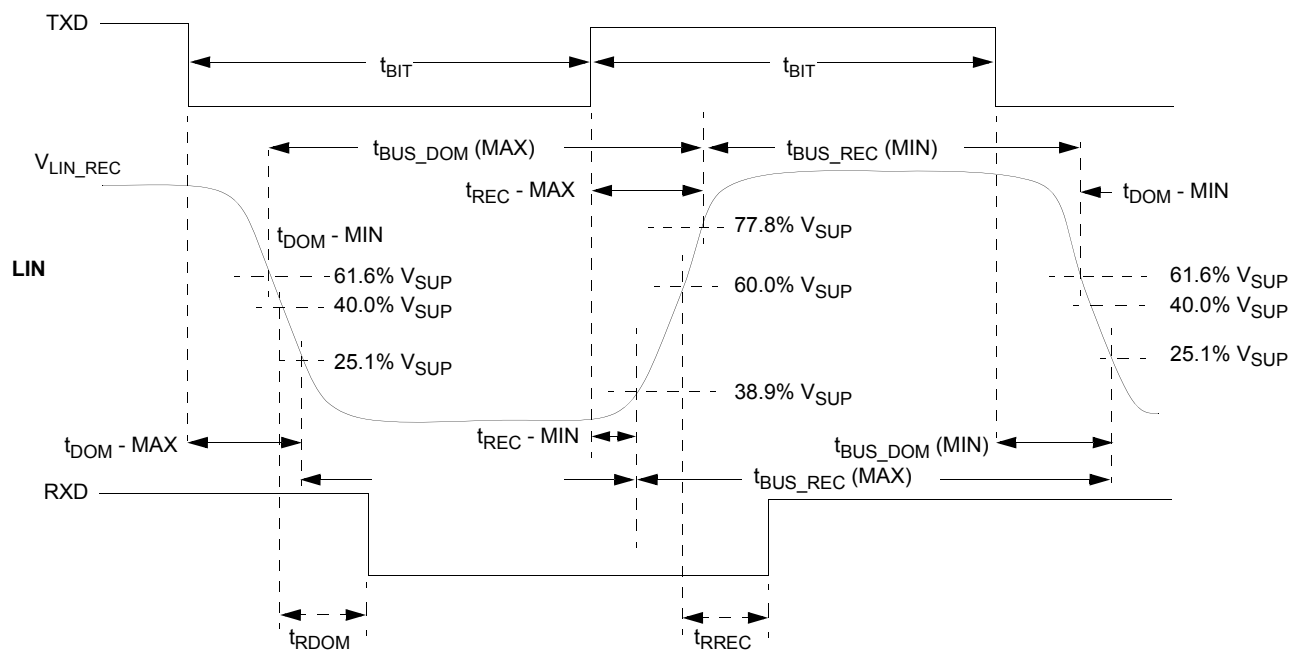 TXD
tBIT
tBIT
tBUS_DOM (MAX)
tBUS_REC (MIN)
VLIN_REC
tREC - MAX
tDOM - MIN
77.8% VSUP
tDOM - MIN
LIN
61.6% VSUP
60.0% VSUP
61.6% VSUP
40.0% VSUP
40.0% VSUP
25.1% VSUP
25.1% VSUP
38.9% VSUP
tDOM - MAX
tREC - MIN
tBUS_DOM (MIN)
tBUS_REC (MAX)
RXD
tRDOM
tRREC